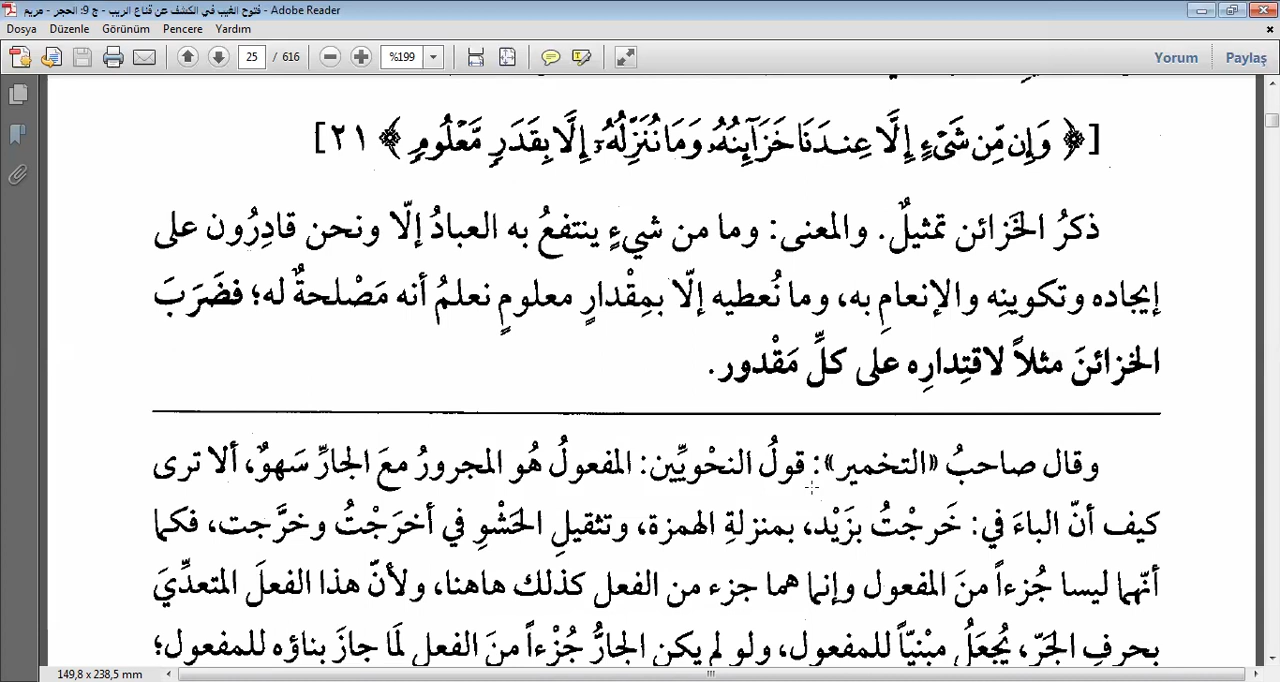 فتوح الغيب في الكشف عن قناع الريب - ج 9: الحجر - مريم - Adobe Reader
Dosya Düzenle Görünüm Pencere Yardım
25 / 616 %199 Yorum Paylaş
[﴿ وَإِن مِّن شَىْءٍ إِلَّا عِندَنَا خَزَآئِنُهُۥ وَمَا نُنَزِّلُهُۥٓ إِلَّا بِقَدَرٍ مَّعْلُومٍ ﴾ ٢١]
ذكرُ الخَزائن تمثيلٌ. والمعنى: وما من شيءٍ ينتفعُ به العبادُ إلّا ونحن قادِرُون على
إيجاده وتكوينِه والإنعامِ به، وما نُعطيه إلّا بمِقْدارٍ معلومٍ نعلمُ أنه مَصْلحةٌ له؛ فضَرَبَ
الخزائنَ مثلاً لاقتِدارِه على كلِّ مَقْدور.
وقال صاحبُ «التخمير»: قولُ النحْويِّين: المفعولُ هُو المجرورُ معَ الجارِّ سَهوٌ، ألا ترى
كيف أنّ الباءَ في: خَرجْتُ بزَيْد، بمنزلةِ الهمزة، وتثقيلِ الحَشْوِ في أخرَجْتُ وخرَّجت، فكما
أنّهما ليسا جُزءاً منَ المفعول وإنما هما جزء من الفعل كذلك هاهنا، ولأنّ هذا الفعلَ المتعدِّيَ
بحرفِ الجَرّ، يُجعَلُ مبْنيّاً للمفعول، ولو لم يكن الجارُّ جُزْءاً منَ الفعل لَمَا جازَ بناؤه للمفعول؛
149,8 x 238,5 mm